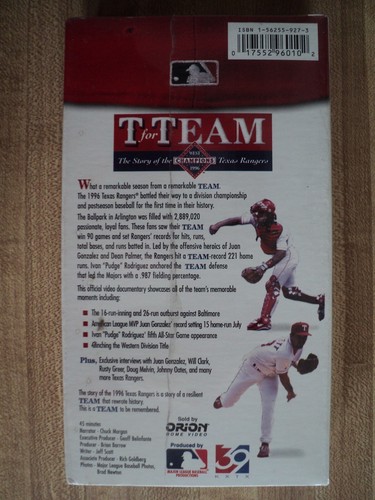 ISBN 1-56255-927-3
0 17552 96010 2
T for TEAM
WEST
The Story of the CHAMPIONS Texas Rangers
1996
What a remarkable season from a remarkable TEAM.
The 1996 Texas Rangers® battled their way to a division championship
and postseason baseball for the first time in their history.
The Ballpark in Arlington was filled with 2,889,020
passionate, loyal fans. These fans saw their TEAM
win 90 games and set Rangers' records for hits, runs,
total bases, and runs batted in. Led by the offensive heroics of Juan
Gonzalez and Dean Palmer, the Rangers hit a TEAM-record 221 home
runs. Ivan "Pudge" Rodriguez anchored the TEAM defense
that led the Majors with a .987 fielding percentage.
This official video documentary showcases all of the team's memorable
moments including:
The 16-run-inning and 26-run outburst against Baltimore
American League MVP Juan Gonzalez' record setting 15 home-run July
Ivan "Pudge" Rodriguez' fifth All-Star Game appearance
Clinching the Western Division Title
Plus, Exclusive interviews with Juan Gonzalez, Will Clark,
Rusty Greer, Doug Melvin, Johnny Oates, and many
more Texas Rangers.
The story of the 1996 Texas Rangers is a story of a resilient
TEAM that rewrote history.
This is a TEAM to be remembered.
45 minutes
Narrator - Chuck Morgan
Executive Producer - Geoff Belinfante
Producer - Arnee Barrow
Writer - Jeff Scott
Associate Producer - Rich Goldberg
Photos - Major League Baseball Photos,
Brad Newton
Sold by
ORION
HOME VIDEO
Produced by
MAJOR LEAGUE BASEBALL
PRODUCTIONS
39
T